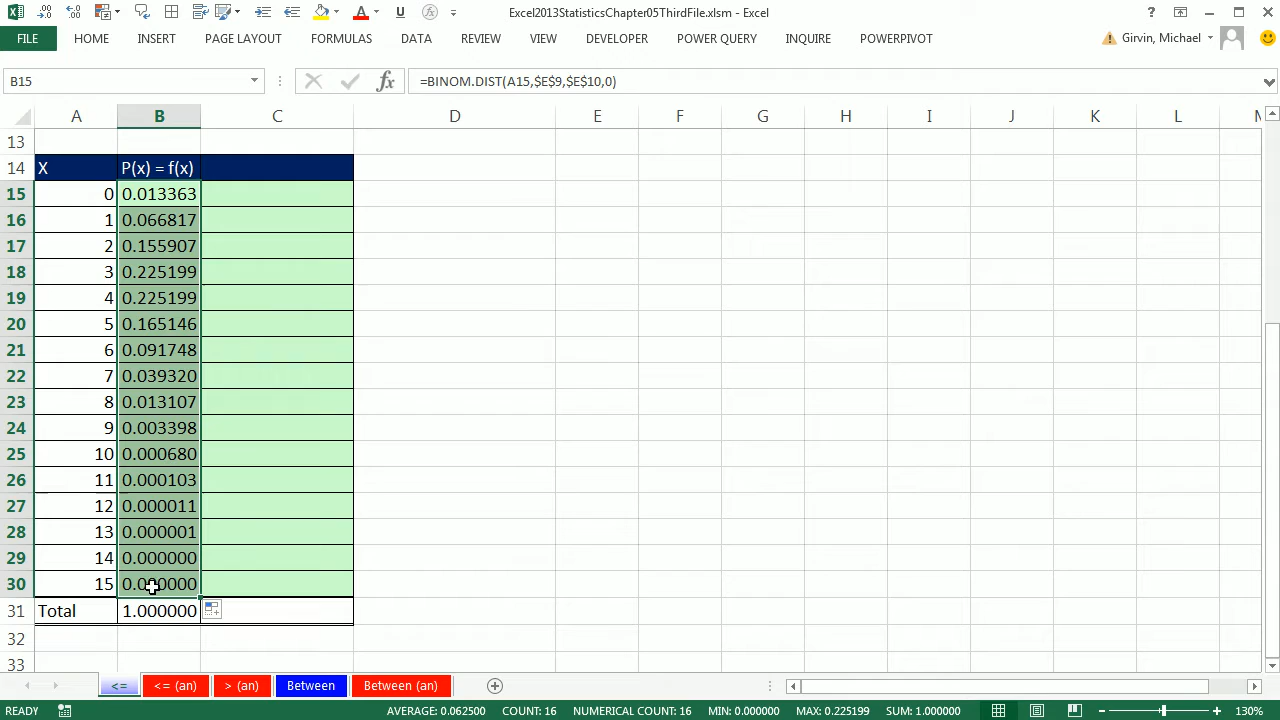 Excel2013StatisticsChapter05ThirdFile.xlsm - Excel
FILE HOME INSERT PAGE LAYOUT FORMULAS DATA REVIEW VIEW DEVELOPER POWER QUERY INQUIRE POWERPIVOT Girvin, Michael
B15 fx =BINOM.DIST(A15,$E$9,$E$10,0)
A B C D E F G H I J K L M
13
14 X P(x) = f(x)
15 0 0.013363
16 1 0.066817
17 2 0.155907
18 3 0.225199
19 4 0.225199
20 5 0.165146
21 6 0.091748
22 7 0.039320
23 8 0.013107
24 9 0.003398
25 10 0.000680
26 11 0.000103
27 12 0.000011
28 13 0.000001
29 14 0.000000
30 15 0.000000
31 Total 1.000000
32
33
<= <= (an) > (an) Between Between (an)
READY AVERAGE: 0.062500 COUNT: 16 NUMERICAL COUNT: 16 MIN: 0.000000 MAX: 0.225199 SUM: 1.000000 130%